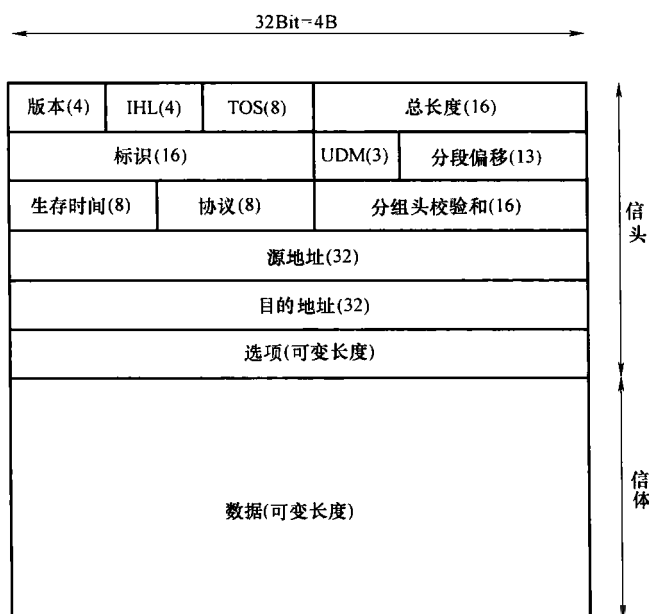 32Bit=4B
版本(4) IHL(4) TOS(8) 总长度(16)
标识(16) UDM(3) 分段偏移(13)
生存时间(8) 协议(8) 分组头校验和(16)
源地址(32)
目的地址(32)
选项(可变长度)
信头
数据(可变长度)
信体